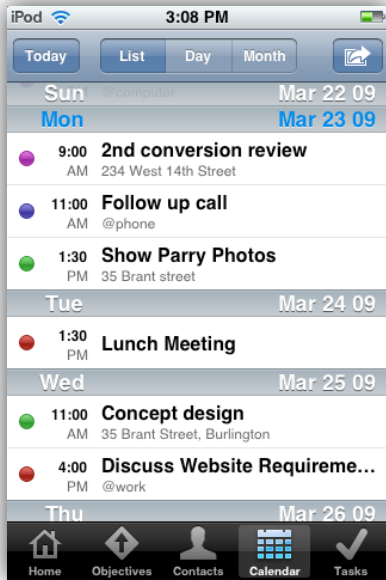 iPod 3:08 PM
Today List Day Month
@computer
Sun Mar 22 09
Mon Mar 23 09
9:00 AM 2nd conversion review
234 West 14th Street
11:00 AM Follow up call
@phone
1:30 PM Show Parry Photos
35 Brant street
Tue Mar 24 09
1:30 PM Lunch Meeting
Wed Mar 25 09
11:00 AM Concept design
35 Brant Street, Burlington
4:00 PM Discuss Website Requireme...
@work
Thu Mar 26 09
Home Objectives Contacts Calendar Tasks